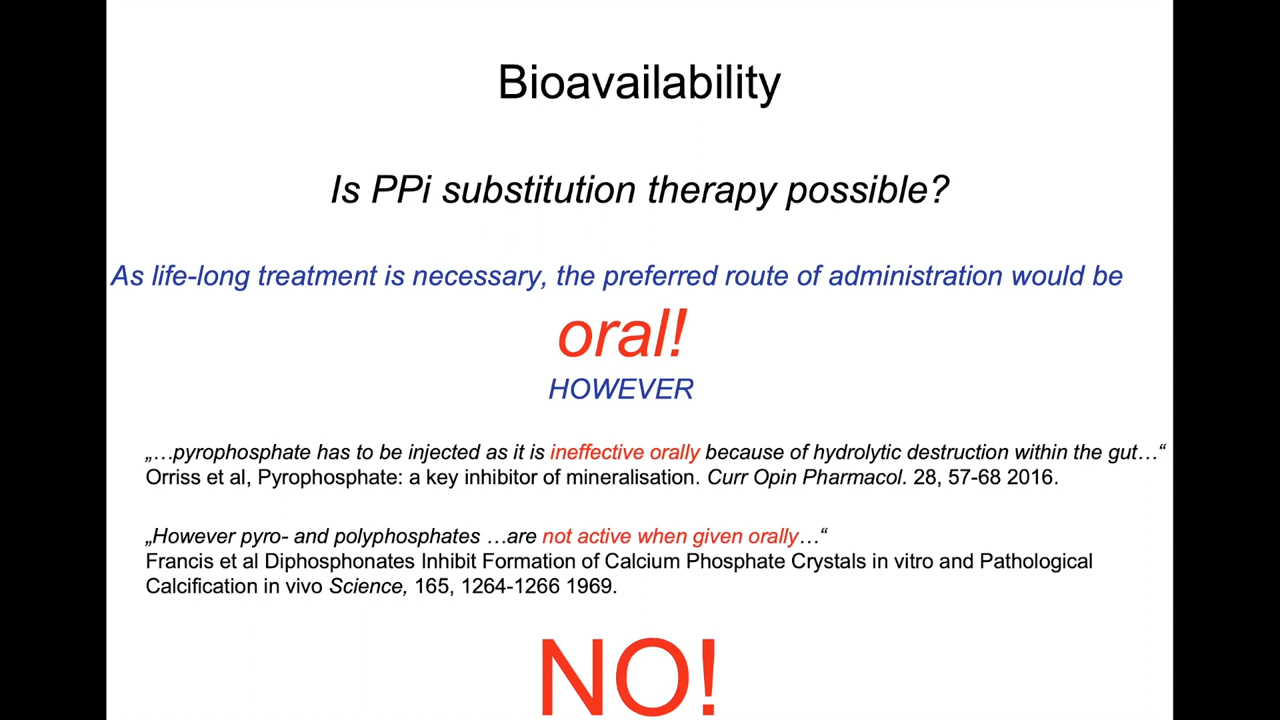 Bioavailability
Is PPi substitution therapy possible?
As life-long treatment is necessary, the preferred route of administration would be
oral!
HOWEVER
„…pyrophosphate has to be injected as it is ineffective orally because of hydrolytic destruction within the gut…“
Orriss et al, Pyrophosphate: a key inhibitor of mineralisation. Curr Opin Pharmacol. 28, 57-68 2016.
„However pyro- and polyphosphates …are not active when given orally…“
Francis et al Diphosphonates Inhibit Formation of Calcium Phosphate Crystals in vitro and Pathological
Calcification in vivo Science, 165, 1264-1266 1969.
NO!